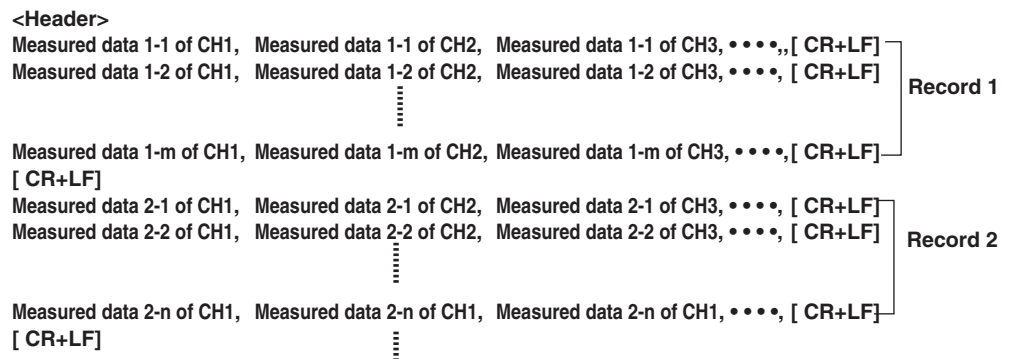 <Header>
Measured data 1-1 of CH1, Measured data 1-1 of CH2, Measured data 1-1 of CH3, • • • •,,[ CR+LF]
Measured data 1-2 of CH1, Measured data 1-2 of CH2, Measured data 1-2 of CH3, • • • •, [ CR+LF]
Record 1
Measured data 1-m of CH1, Measured data 1-m of CH2, Measured data 1-m of CH3, • • • •,[ CR+LF]
[ CR+LF]
Measured data 2-1 of CH1, Measured data 2-1 of CH2, Measured data 2-1 of CH3, • • • •, [ CR+LF]
Measured data 2-2 of CH1, Measured data 2-2 of CH2, Measured data 2-2 of CH3, • • • •, [ CR+LF]
Record 2
Measured data 2-n of CH1, Measured data 2-n of CH1, Measured data 2-n of CH1, • • • •, [ CR+LF]
[ CR+LF]